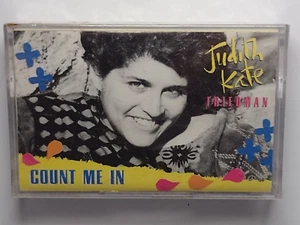 Judith
Kate
FRIEDMAN
COUNT ME IN